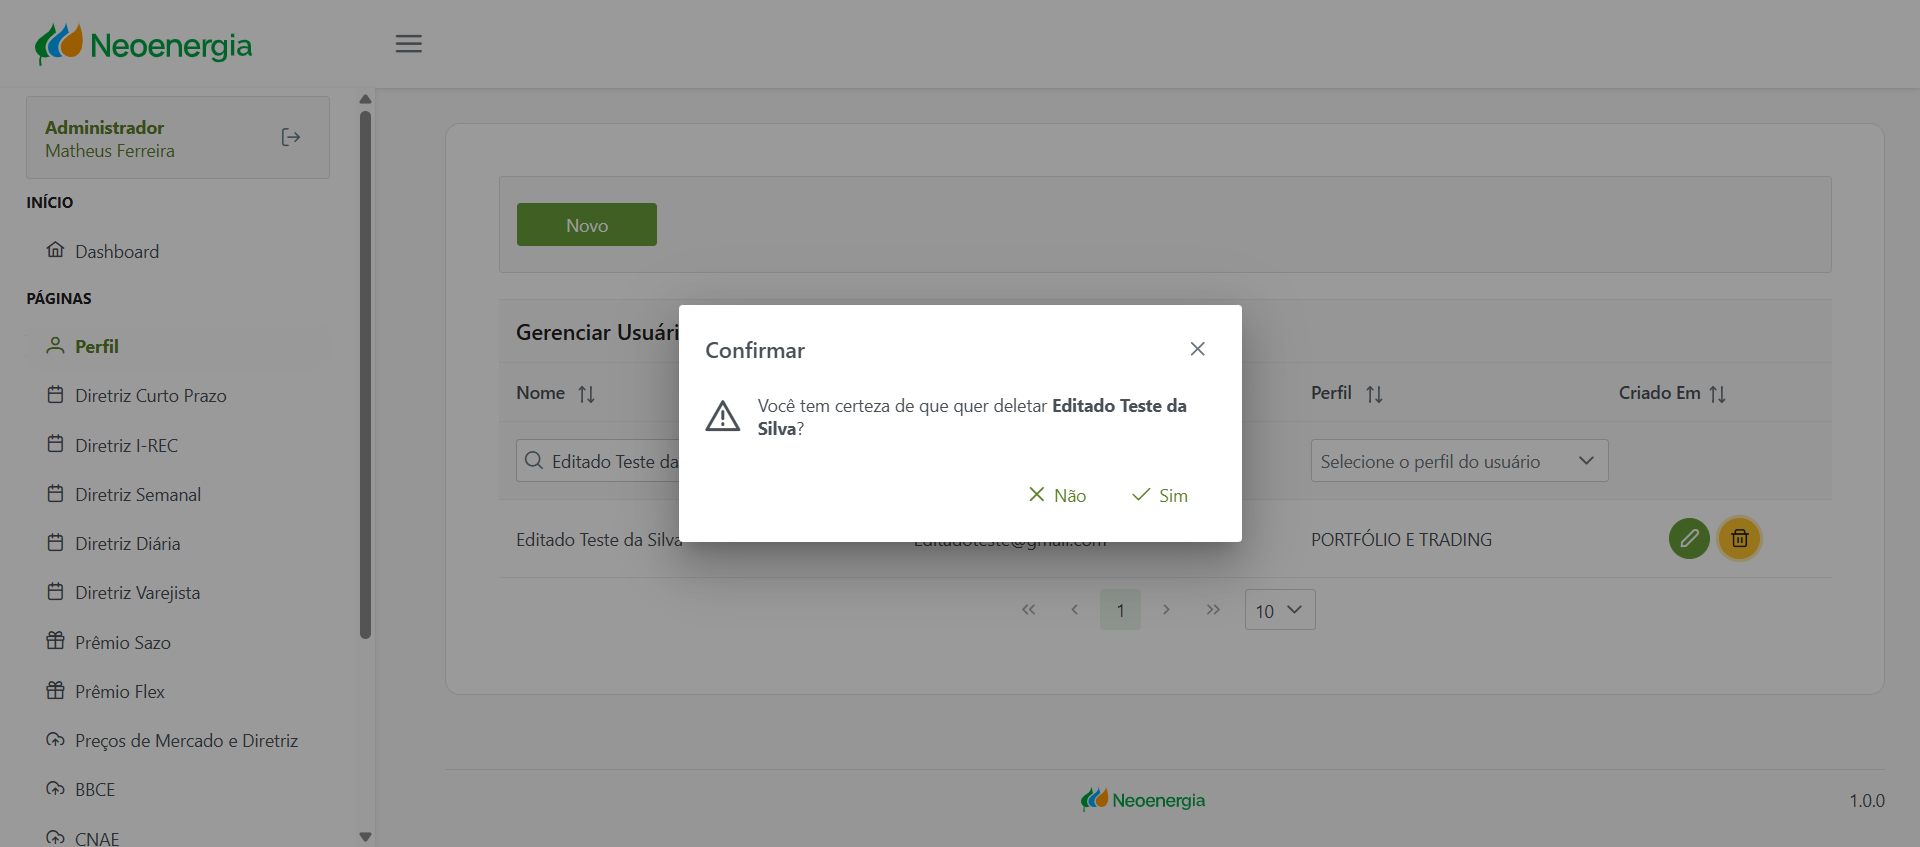 Neoenergia
Administrador
Matheus Ferreira
INÍCIO
Dashboard
PÁGINAS
Perfil
Diretriz Curto Prazo
Diretriz I-REC
Diretriz Semanal
Diretriz Diária
Diretriz Varejista
Prêmio Sazo
Prêmio Flex
Preços de Mercado e Diretriz
BBCE
CNAE
Novo
Gerenciar Usuári
Nome
Perfil
Criado Em
Editado Teste da
Selecione o perfil do usuário
Confirmar
Você tem certeza de que quer deletar Editado Teste da
Silva?
Não
Sim
Editado Teste da Silva
Editadoteste@gmail.com
PORTFÓLIO E TRADING
1
10
Neoenergia
1.0.0